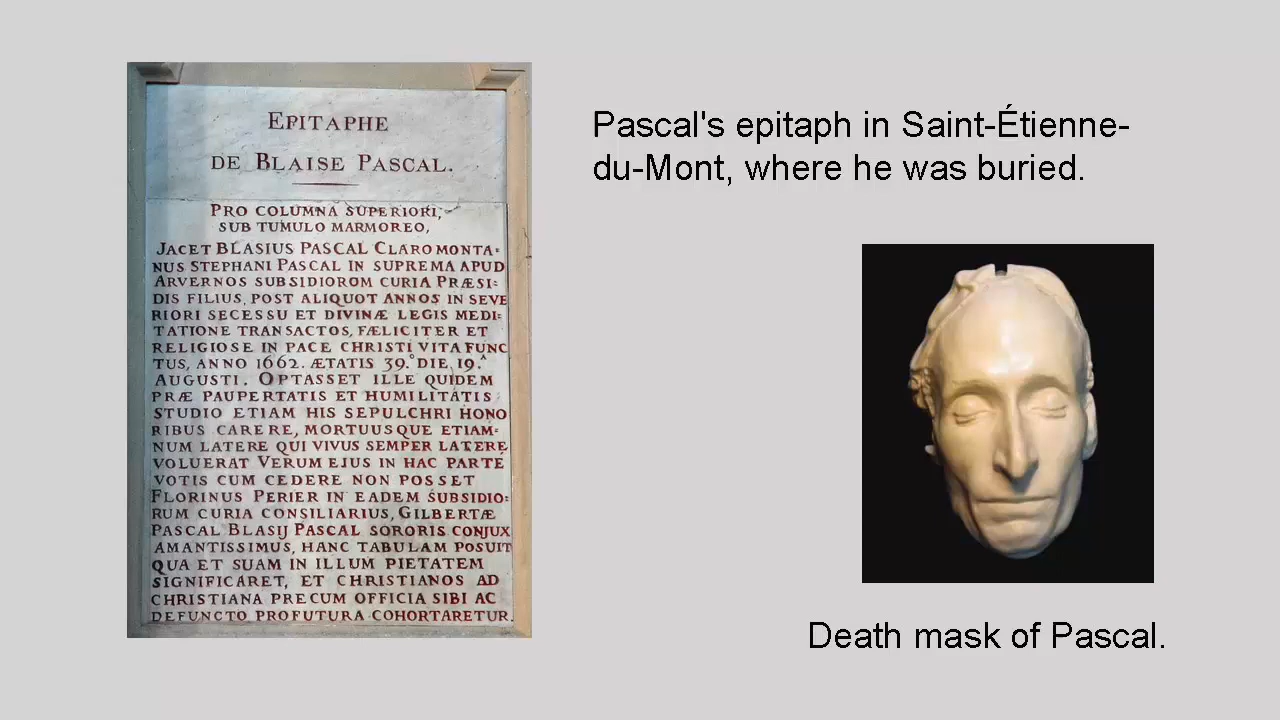 EPITAPHE
DE BLAISE PASCAL.
PRO COLUMNA SUPERIORI,
SUB TUMULO MARMOREO,
JACET BLASIUS PASCAL CLAROMONTA=
NUS STEPHANI PASCAL IN SUPREMA APUD
ARVERNOS SUBSIDIOROM CURIA PRÆSI=
DIS FILIUS, POST ALIQUOT ANNOS IN SEVE
RIORI SECESSU ET DIVINÆ LEGIS MEDI=
TATIONE TRANSACTOS, FÆLICITER ET
RELIGIOSE IN PACE CHRISTI VITA FUNC
TUS, ANNO 1662. ÆTATIS 39.° DIE 19.ᴬ
AUGUSTI. OPTASSET ILLE QUIDEM
PRÆ PAUPERTATIS ET HUMILITATIS
STUDIO ETIAM HIS SEPULCHRI HONO
RIBUS CARERE, MORTUUSQUE ETIAM=
NUM LATERE QUI VIVUS SEMPER LATERE
VOLUERAT VERUM EJUS IN HAC PARTE
VOTIS CUM CEDERE NON POSSET
FLORINUS PERIER IN EADEM SUBSIDIO=
RUM CURIA CONSILIARIUS, GILBERTÆ
PASCAL BLASIJ PASCAL SORORIS CONJUX
AMANTISSIMUS, HANC TABULAM POSUIT
QUA ET SUAM IN ILLUM PIETATEM
SIGNIFICARET, ET CHRISTIANOS AD
CHRISTIANA PRECUM OFFICIA SIBI AC
DEFUNCTO PROFUTURA COHORTARETUR.
Pascal's epitaph in Saint-Étienne-
du-Mont, where he was buried.
Death mask of Pascal.